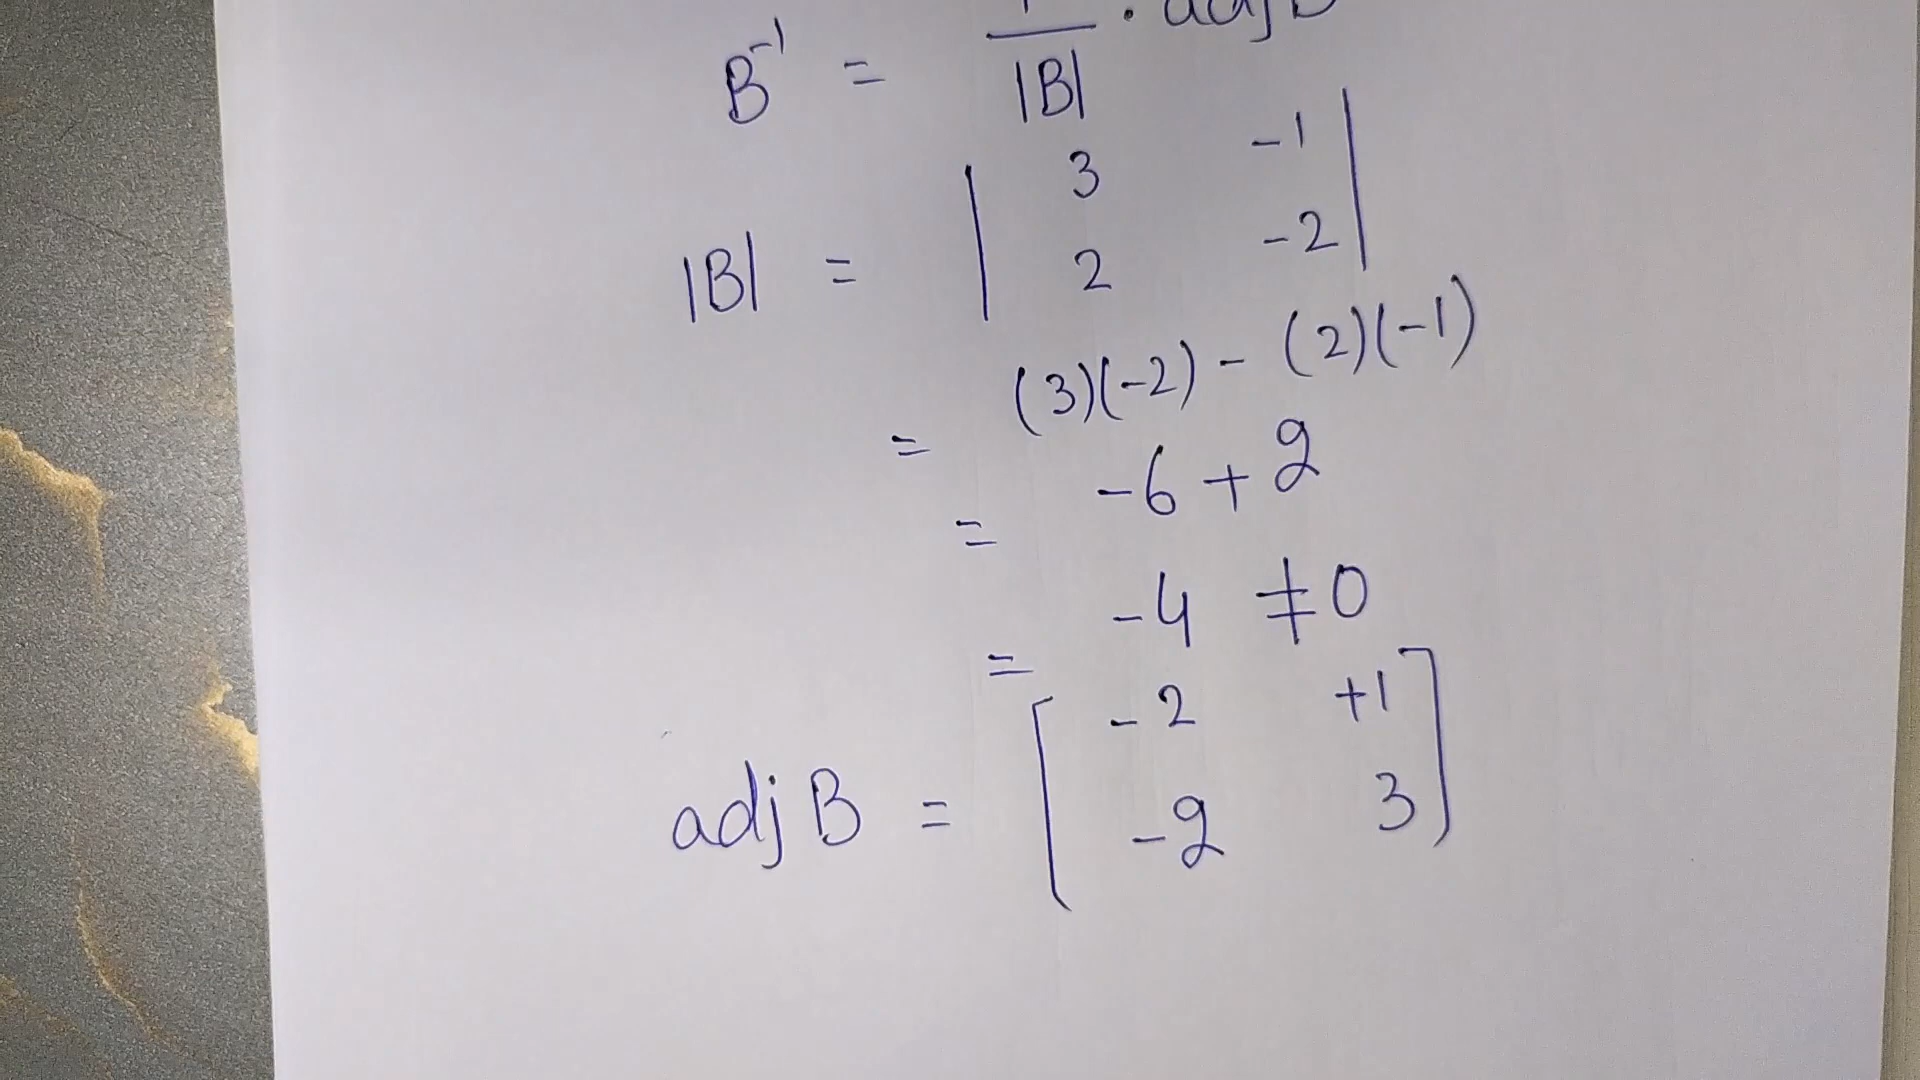 B⁻¹ = 1/|B| . adj B
|B| = | 3 -1 |
| 2 -2 |
= (3)(-2) - (2)(-1)
= -6 + 2
= -4 ≠ 0
adj B = [ -2 +1 ]
[ -2 3 ]